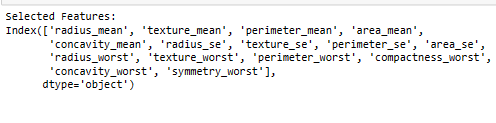 Selected Features:
Index(['radius_mean', 'texture_mean', 'perimeter_mean', 'area_mean',
'concavity_mean', 'radius_se', 'texture_se', 'perimeter_se', 'area_se',
'radius_worst', 'texture_worst', 'perimeter_worst', 'compactness_worst',
'concavity_worst', 'symmetry_worst'],
dtype='object')